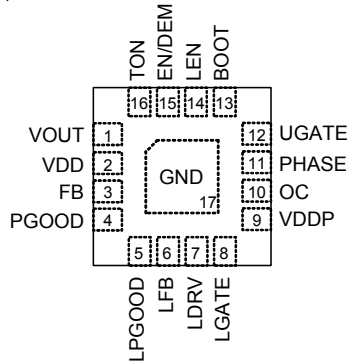 TON
EN/DEM
LEN
BOOT
16 15 14 13
VOUT 1
12 UGATE
VDD 2
11 PHASE
GND
FB 3
10 OC
17
PGOOD 4
9 VDDP
5 6 7 8
LPGOOD
LFB
LDRV
LGATE